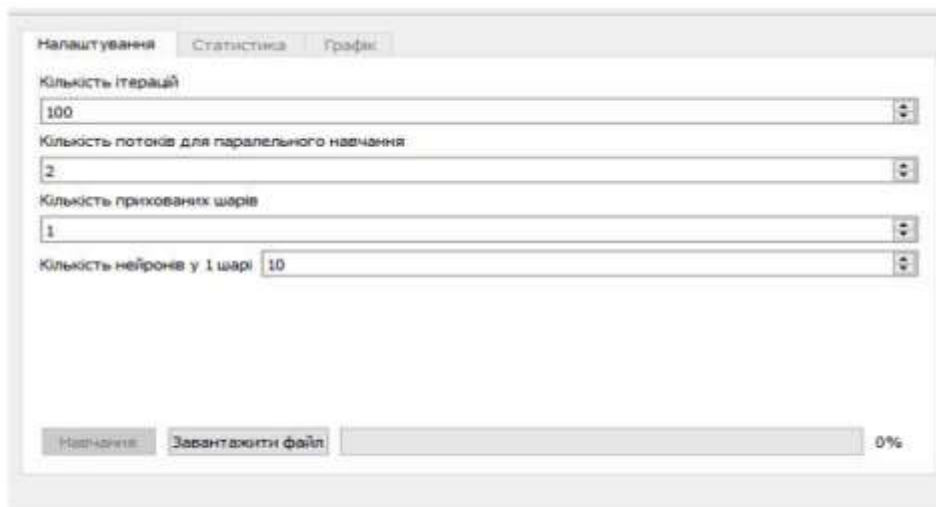 Налаштування Статистика Графік
Кількість ітерацій
100
Кількість потоків для паралельного навчання
2
Кількість прихованих шарів
1
Кількість нейронів у 1 шарі 10
Навчання Завантажити файл 0%